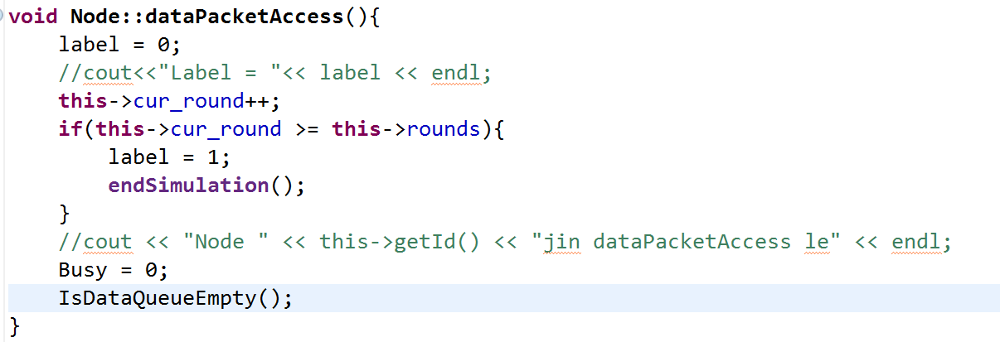 void Node::dataPacketAccess(){
    label = 0;
    //cout<<"Label = "<< label << endl;
    this->cur_round++;
    if(this->cur_round >= this->rounds){
        label = 1;
        endSimulation();
    }
    //cout << "Node " << this->getId() << "jin dataPacketAccess le" << endl;
    Busy = 0;
    IsDataQueueEmpty();
}